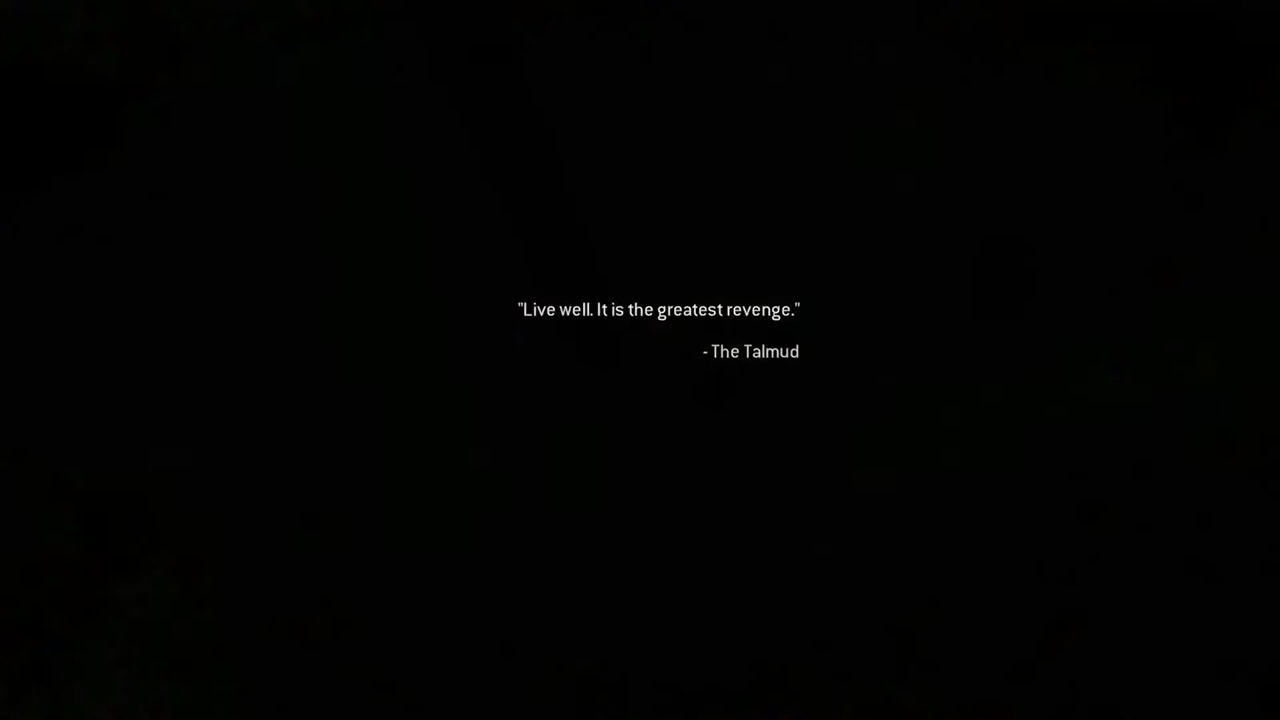 "Live well. It is the greatest revenge."
- The Talmud